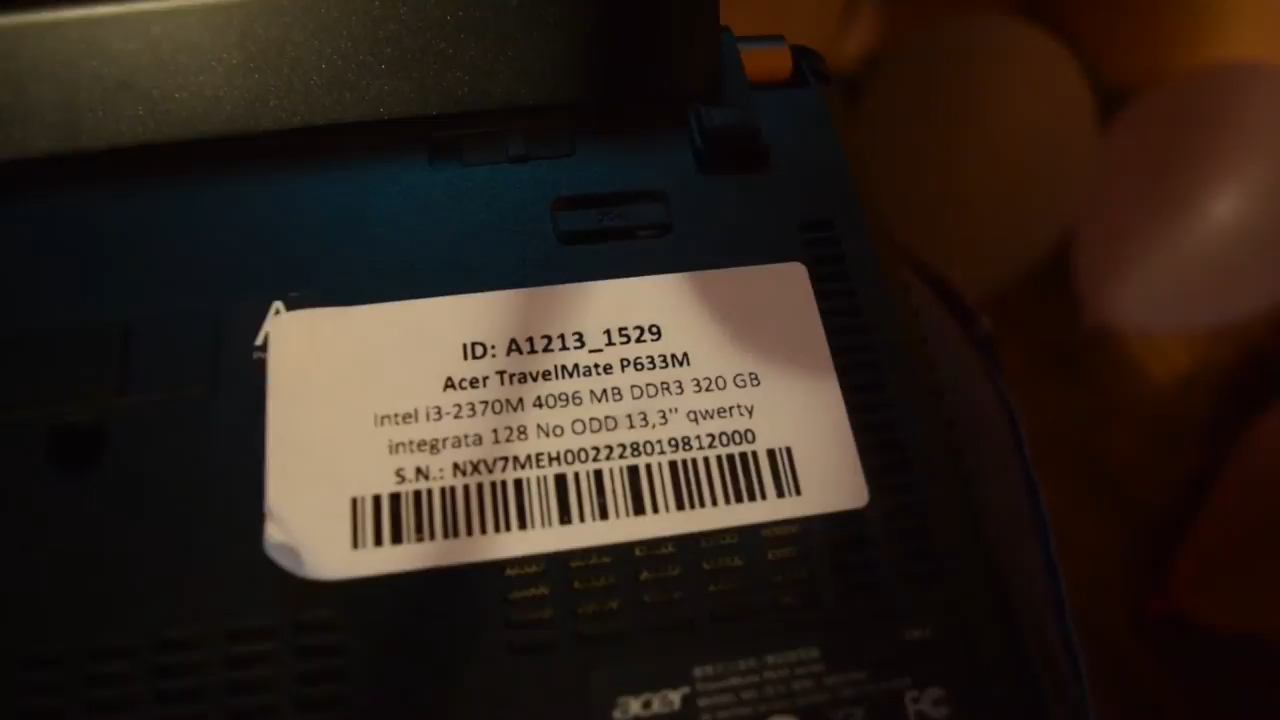 A
ID: A1213_1529
Acer TravelMate P633M
Intel i3-2370M 4096 MB DDR3 320 GB
integrata 128 No ODD 13,3'' qwerty
S.N.: NXV7MEH002228019812000
acer
FC